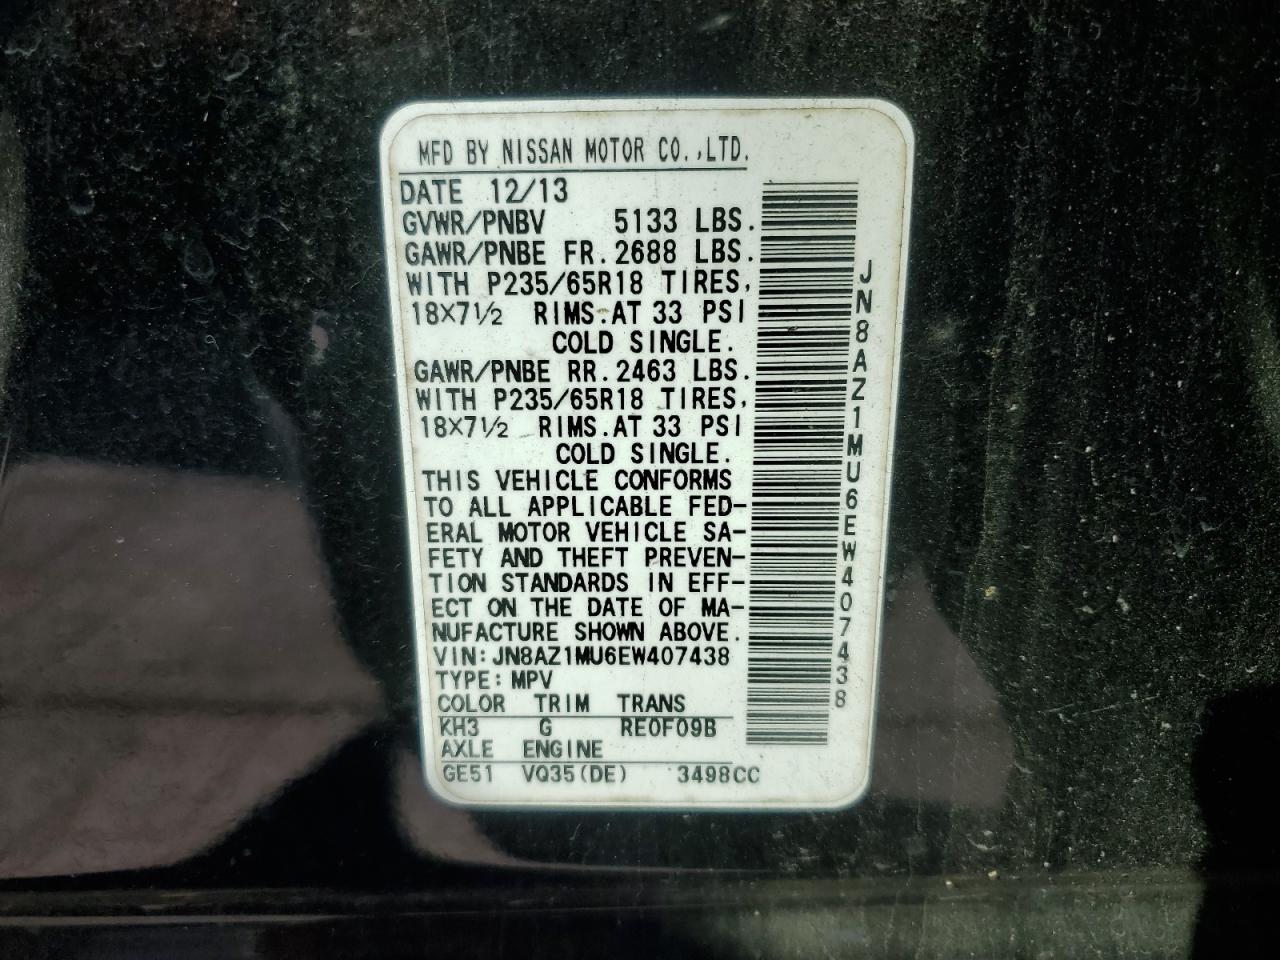 MFD BY NISSAN MOTOR CO.,LTD.
DATE 12/13
GVWR/PNBV 5133 LBS.
GAWR/PNBE FR.2688 LBS.
WITH P235/65R18 TIRES,
18×7½ RIMS.AT 33 PSI
COLD SINGLE.
GAWR/PNBE RR.2463 LBS.
WITH P235/65R18 TIRES,
18×7½ RIMS.AT 33 PSI
COLD SINGLE.
THIS VEHICLE CONFORMS
TO ALL APPLICABLE FED-
ERAL MOTOR VEHICLE SA-
FETY AND THEFT PREVEN-
TION STANDARDS IN EFF-
ECT ON THE DATE OF MA-
NUFACTURE SHOWN ABOVE.
VIN:JN8AZ1MU6EW407438
TYPE:MPV
COLOR TRIM TRANS
KH3 G RE0F09B
AXLE ENGINE
GE51 VQ35(DE) 3498CC
JN8AZ1MU6EW407438